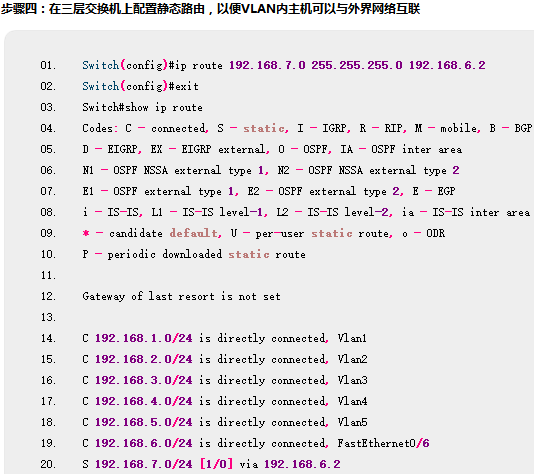 步骤四：在三层交换机上配置静态路由，以便VLAN内主机可以与外界网络互联
01. Switch(config)#ip route 192.168.7.0 255.255.255.0 192.168.6.2
02. Switch(config)#exit
03. Switch#show ip route
04. Codes: C - connected, S - static, I - IGRP, R - RIP, M - mobile, B - BGP
05. D - EIGRP, EX - EIGRP external, O - OSPF, IA - OSPF inter area
06. N1 - OSPF NSSA external type 1, N2 - OSPF NSSA external type 2
07. E1 - OSPF external type 1, E2 - OSPF external type 2, E - EGP
08. i - IS-IS, L1 - IS-IS level-1, L2 - IS-IS level-2, ia - IS-IS inter area
09. * - candidate default, U - per-user static route, o - ODR
10. P - periodic downloaded static route
11.
12. Gateway of last resort is not set
13.
14. C 192.168.1.0/24 is directly connected, Vlan1
15. C 192.168.2.0/24 is directly connected, Vlan2
16. C 192.168.3.0/24 is directly connected, Vlan3
17. C 192.168.4.0/24 is directly connected, Vlan4
18. C 192.168.5.0/24 is directly connected, Vlan5
19. C 192.168.6.0/24 is directly connected, FastEthernet0/6
20. S 192.168.7.0/24 [1/0] via 192.168.6.2